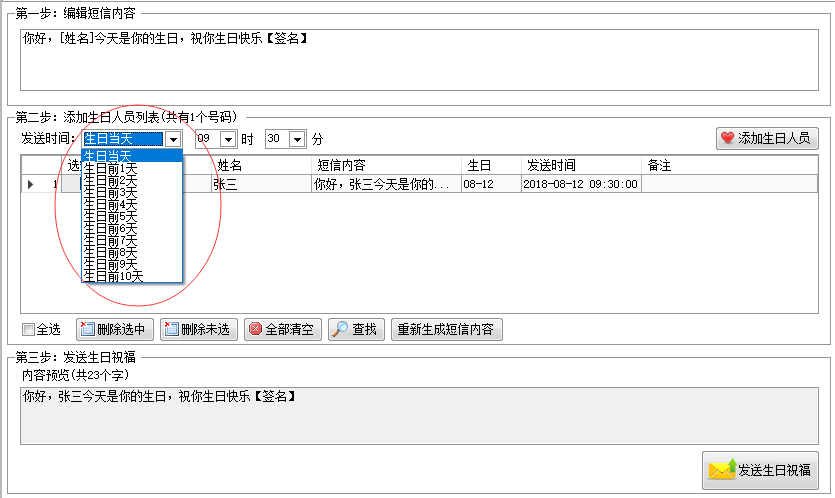 第一步：编辑短信内容
你好，[姓名]今天是你的生日，祝你生日快乐【签名】
第二步：添加生日人员列表(共有1个号码)
发送时间： 生日当天 09 时 30 分 添加生日人员
选 姓名 短信内容 生日 发送时间 备注
1 张三 你好，张三今天是你的... 08-12 2018-08-12 09:30:00
生日当天
生日前1天
生日前2天
生日前3天
生日前4天
生日前5天
生日前6天
生日前7天
生日前8天
生日前9天
生日前10天
全选 删除选中 删除未选 全部清空 查找 重新生成短信内容
第三步：发送生日祝福
内容预览(共23个字)
你好，张三今天是你的生日，祝你生日快乐【签名】
发送生日祝福